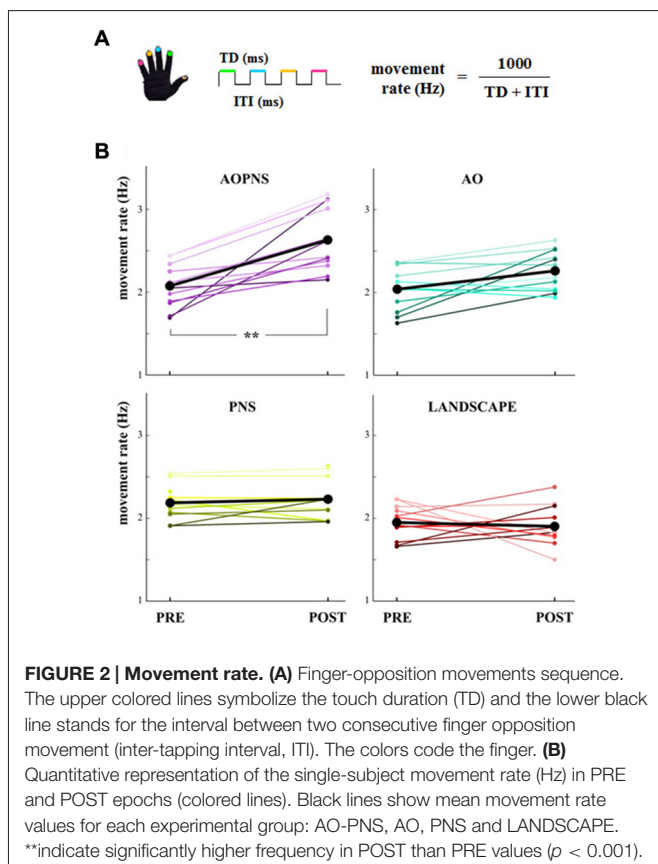 A
TD (ms)
ITI (ms)
movement rate (Hz) = 1000 / TD + ITI
B
AOPNS
AO
movement rate (Hz)
3
2
1
**
3
2
1
PNS
LANDSCAPE
movement rate (Hz)
3
2
1
3
2
1
PRE
POST
PRE
POST
FIGURE 2 | Movement rate. (A) Finger-opposition movements sequence.
The upper colored lines symbolize the touch duration (TD) and the lower black
line stands for the interval between two consecutive finger opposition
movement (inter-tapping interval, ITI). The colors code the finger. (B)
Quantitative representation of the single-subject movement rate (Hz) in PRE
and POST epochs (colored lines). Black lines show mean movement rate
values for each experimental group: AO-PNS, AO, PNS and LANDSCAPE.
**indicate significantly higher frequency in POST than PRE values (p < 0.001).